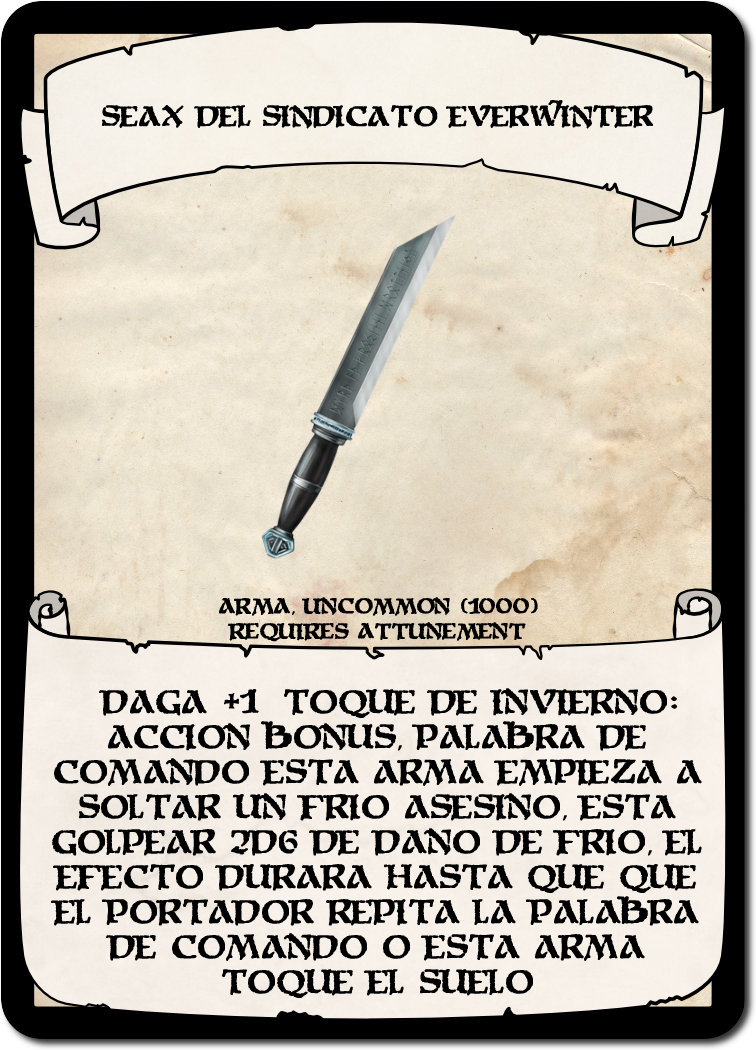 SEAX DEL SINDICATO EVERWINTER
ARMA, UNCOMMON (1000)
REQUIRES ATTUNEMENT
DAGA +1 TOQUE DE INVIERNO:
ACCION BONUS, PALABRA DE
COMANDO ESTA ARMA EMPIEZA A
SOLTAR UN FRIO ASESINO, ESTA
GOLPEAR 2D6 DE DAÑO DE FRIO, EL
EFECTO DURARA HASTA QUE QUE
EL PORTADOR REPITA LA PALABRA
DE COMANDO O ESTA ARMA
TOQUE EL SUELO